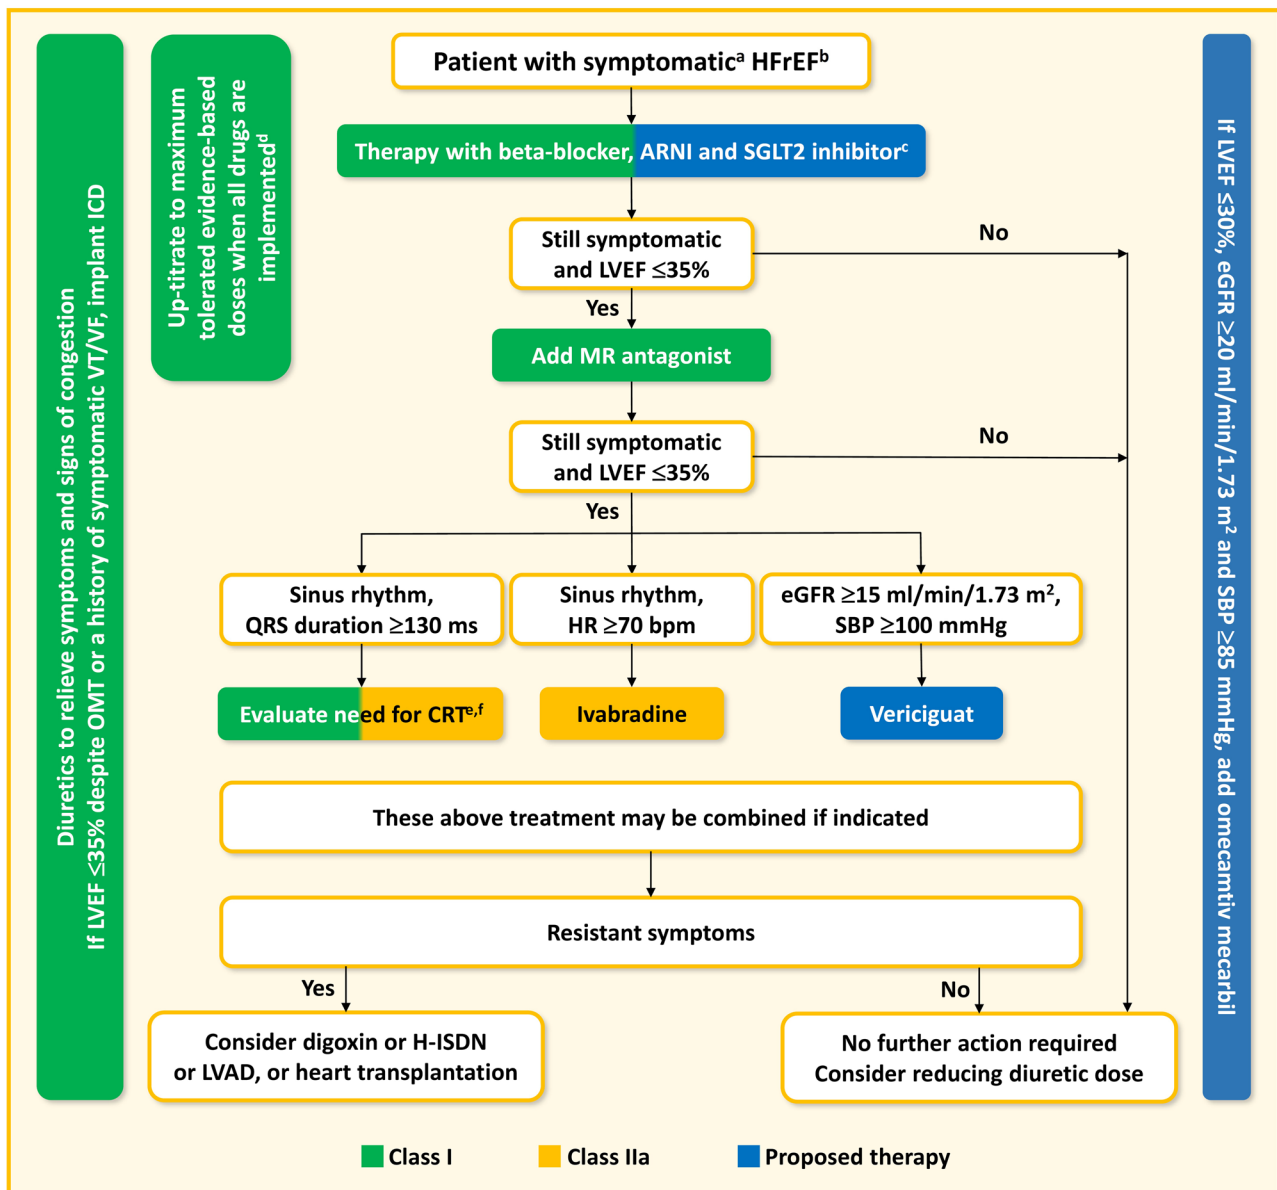 Diuretics to relieve symptoms and signs of congestion
If LVEF ≤35% despite OMT or a history of symptomatic VT/VF, implant ICD
Up-titrate to maximum
tolerated evidence-based
doses when all drugs are
implementedᵈ
Patient with symptomaticᵃ HFrEFᵇ
Therapy with beta-blocker, ARNI and SGLT2 inhibitorᶜ
Still symptomatic
and LVEF ≤35%
No
Yes
Add MR antagonist
Still symptomatic
and LVEF ≤35%
No
Yes
Sinus rhythm,
QRS duration ≥130 ms
Sinus rhythm,
HR ≥70 bpm
eGFR ≥15 ml/min/1.73 m²,
SBP ≥100 mmHg
Evaluate need for CRTᵉ,ᶠ
Ivabradine
Vericiguat
These above treatment may be combined if indicated
Resistant symptoms
Yes
No
Consider digoxin or H-ISDN
or LVAD, or heart transplantation
No further action required
Consider reducing diuretic dose
If LVEF ≤30%, eGFR ≥20 ml/min/1.73 m² and SBP ≥85 mmHg, add omecamtiv mecarbil
Class I
Class IIa
Proposed therapy